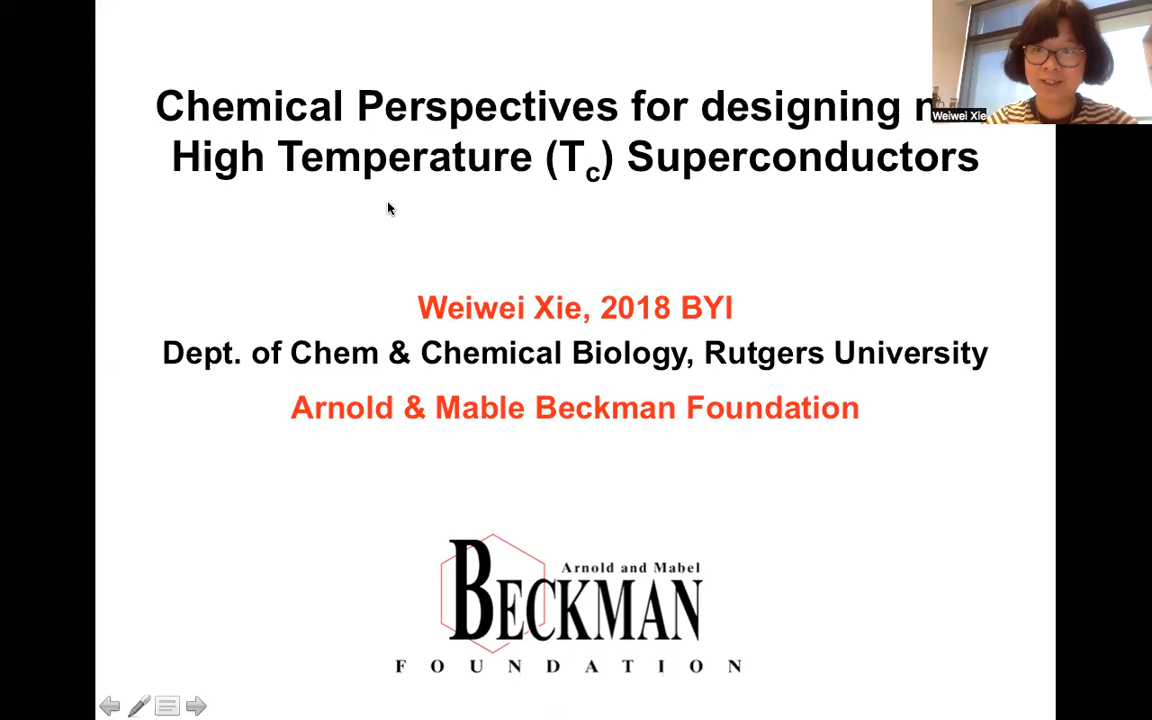 Chemical Perspectives for designing
High Temperature (Tc) Superconductors
Weiwei Xie
Weiwei Xie, 2018 BYI
Dept. of Chem & Chemical Biology, Rutgers University
Arnold & Mable Beckman Foundation
Arnold and Mabel
BECKMAN
FOUNDATION